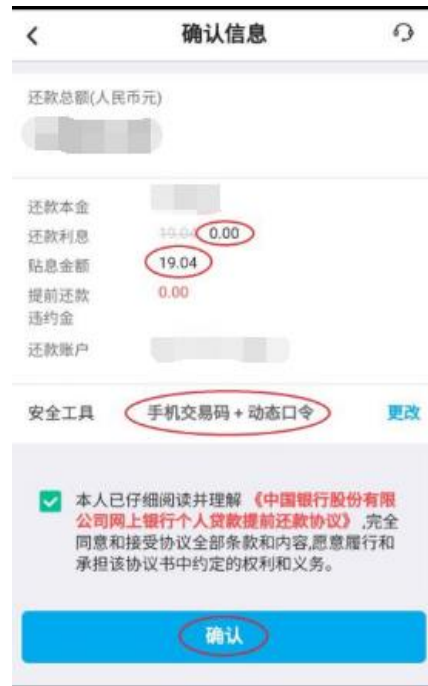 确认信息
还款总额(人民币元)
还款本金
还款利息 19.04 0.00
贴息金额 19.04
提前还款 0.00
违约金
还款账户
安全工具 手机交易码 + 动态口令 更改
本人已仔细阅读并理解《中国银行股份有限
公司网上银行个人贷款提前还款协议》,完全
同意和接受协议全部条款和内容,愿意履行和
承担该协议书中约定的权利和义务。
确认